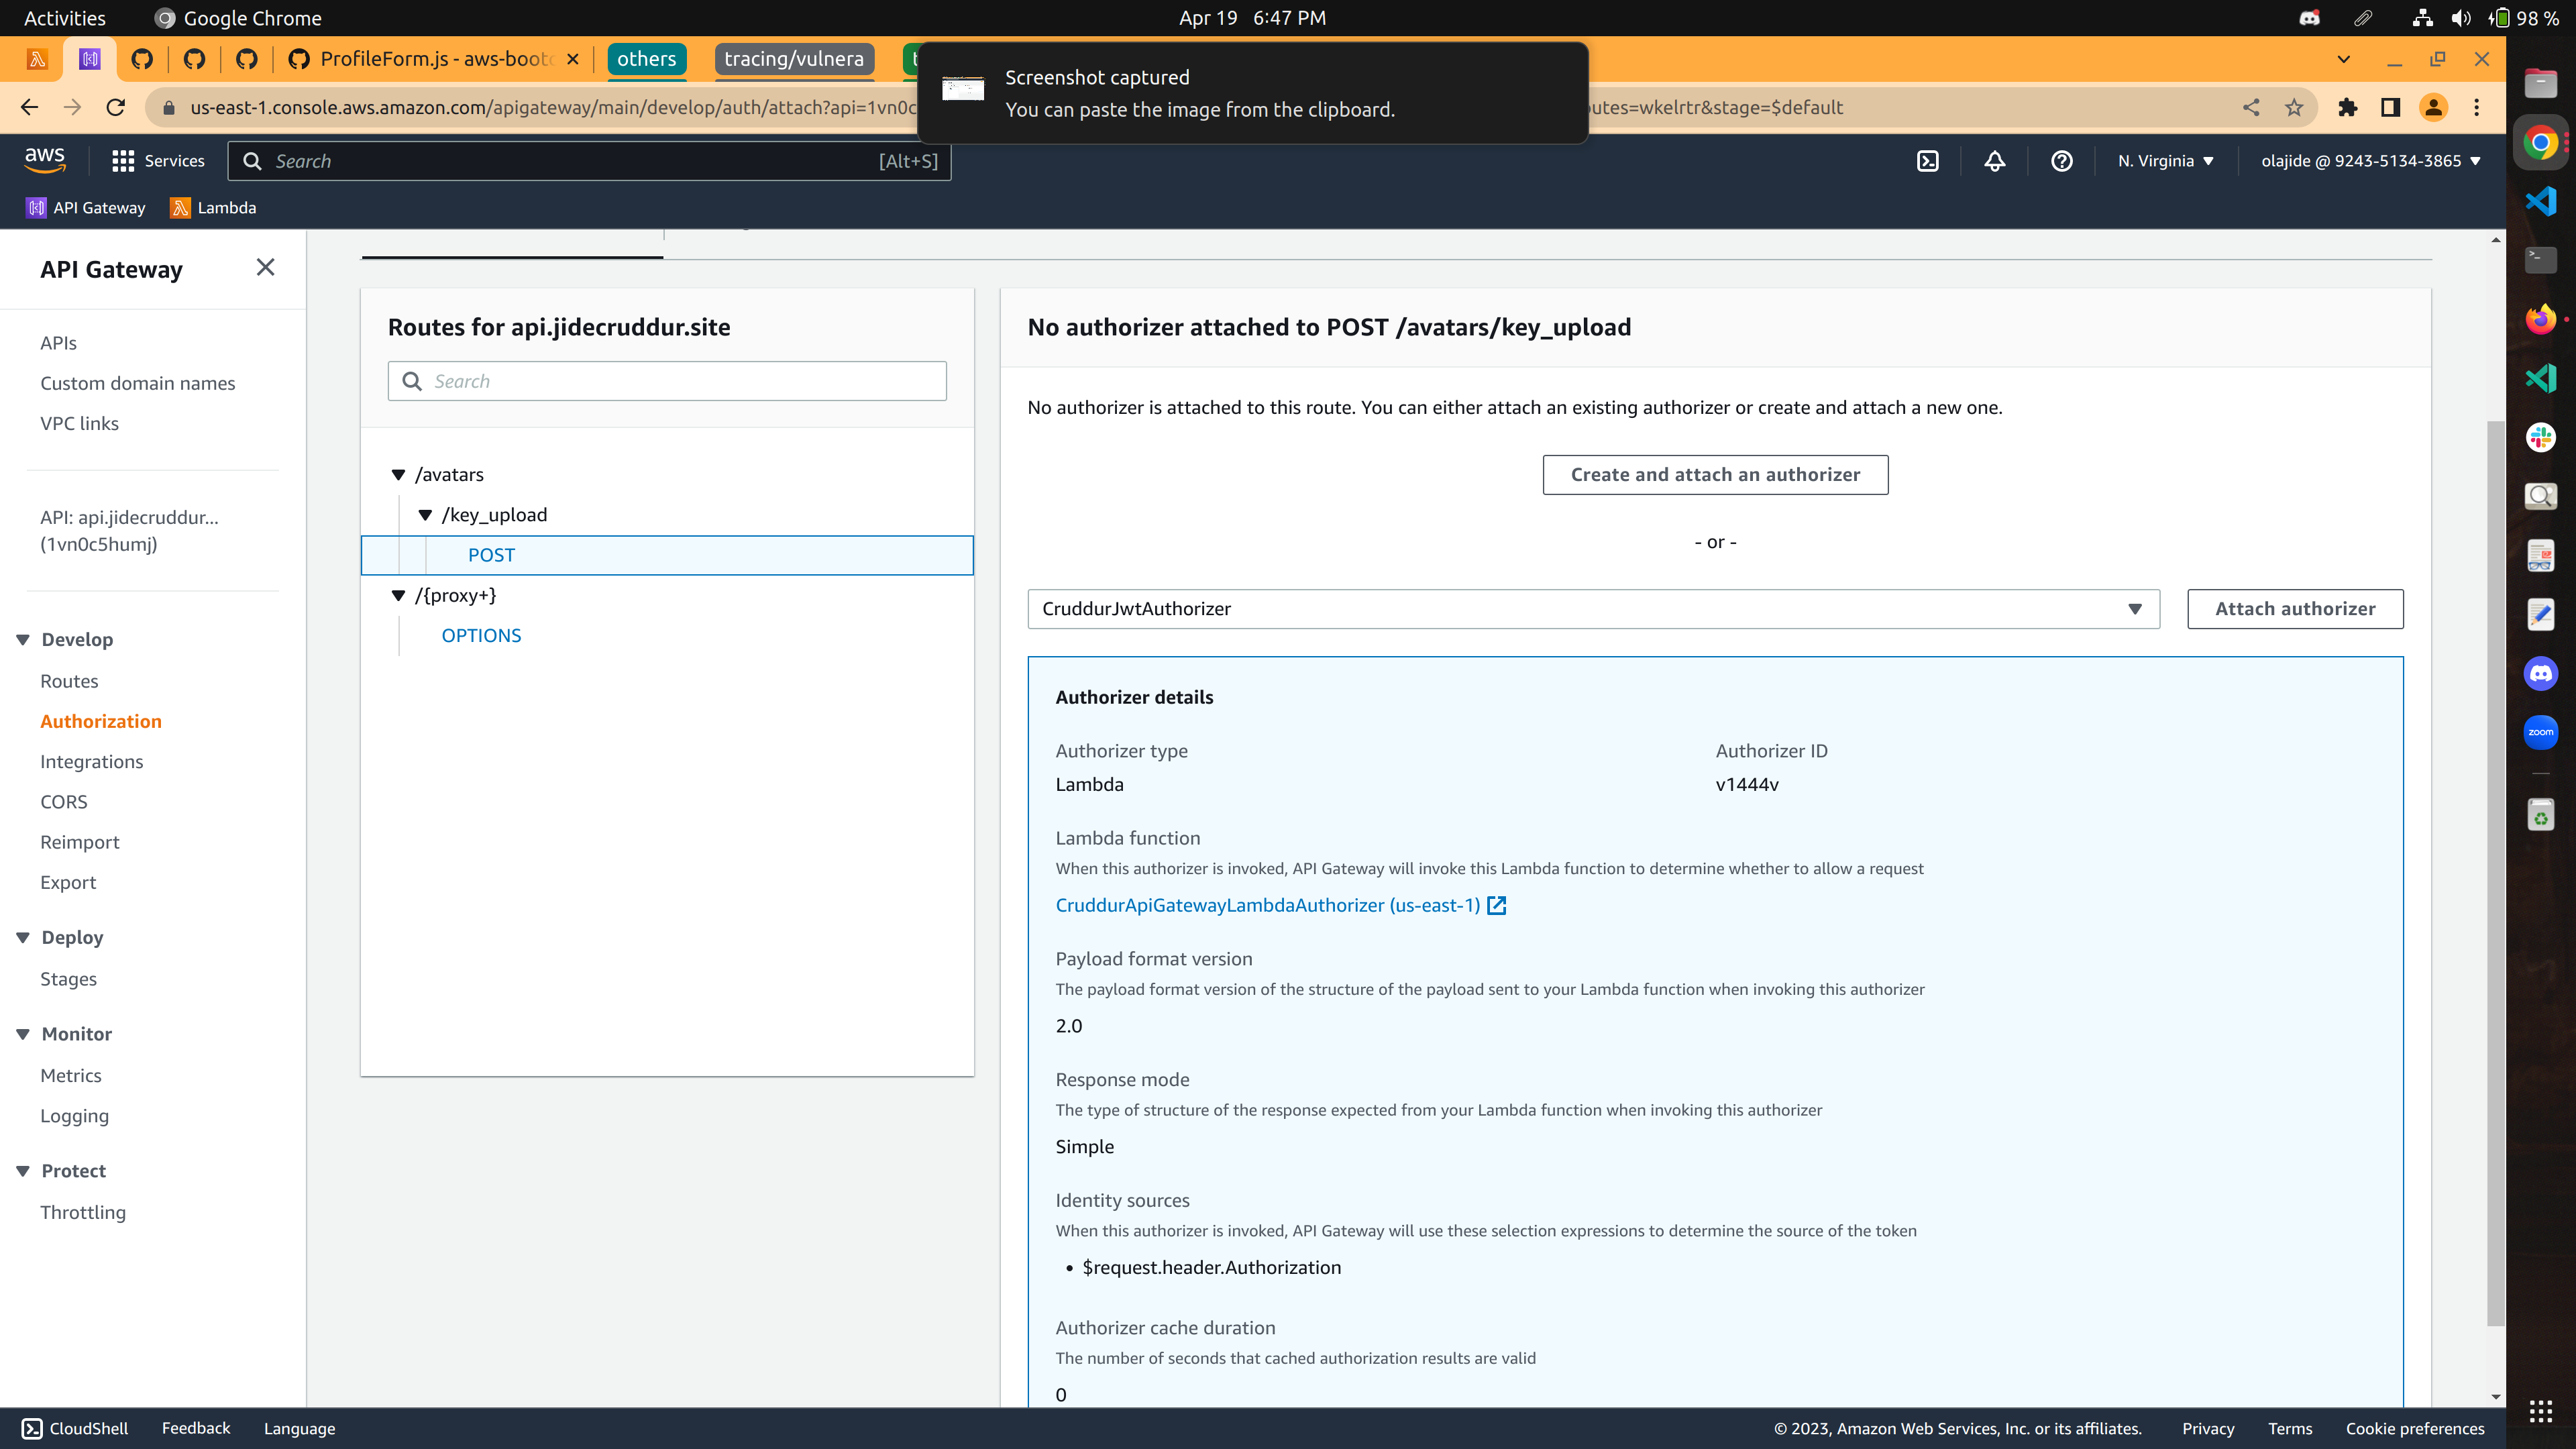 Activities
Google Chrome
Apr 19 6:47 PM
98 %
ProfileForm.js - aws-bootc
others
tracing/vulnera
Screenshot captured
You can paste the image from the clipboard.
us-east-1.console.aws.amazon.com/apigateway/main/develop/auth/attach?api=1vn0c
utes=wkelrtr&stage=$default
aws
Services
Search
[Alt+S]
N. Virginia
olajide @ 9243-5134-3865
API Gateway
Lambda
API Gateway
APIs
Custom domain names
VPC links
API: api.jidecruddur...
(1vn0c5humj)
Develop
Routes
Authorization
Integrations
CORS
Reimport
Export
Deploy
Stages
Monitor
Metrics
Logging
Protect
Throttling
Routes for api.jidecruddur.site
Search
/avatars
/key_upload
POST
/{proxy+}
OPTIONS
No authorizer attached to POST /avatars/key_upload
No authorizer is attached to this route. You can either attach an existing authorizer or create and attach a new one.
Create and attach an authorizer
- or -
CruddurJwtAuthorizer
Attach authorizer
Authorizer details
Authorizer type
Authorizer ID
Lambda
v1444v
Lambda function
When this authorizer is invoked, API Gateway will invoke this Lambda function to determine whether to allow a request
CruddurApiGatewayLambdaAuthorizer (us-east-1)
Payload format version
The payload format version of the structure of the payload sent to your Lambda function when invoking this authorizer
2.0
Response mode
The type of structure of the response expected from your Lambda function when invoking this authorizer
Simple
Identity sources
When this authorizer is invoked, API Gateway will use these selection expressions to determine the source of the token
• $request.header.Authorization
Authorizer cache duration
The number of seconds that cached authorization results are valid
0
zoom
CloudShell
Feedback
Language
© 2023, Amazon Web Services, Inc. or its affiliates.
Privacy
Terms
Cookie preferences